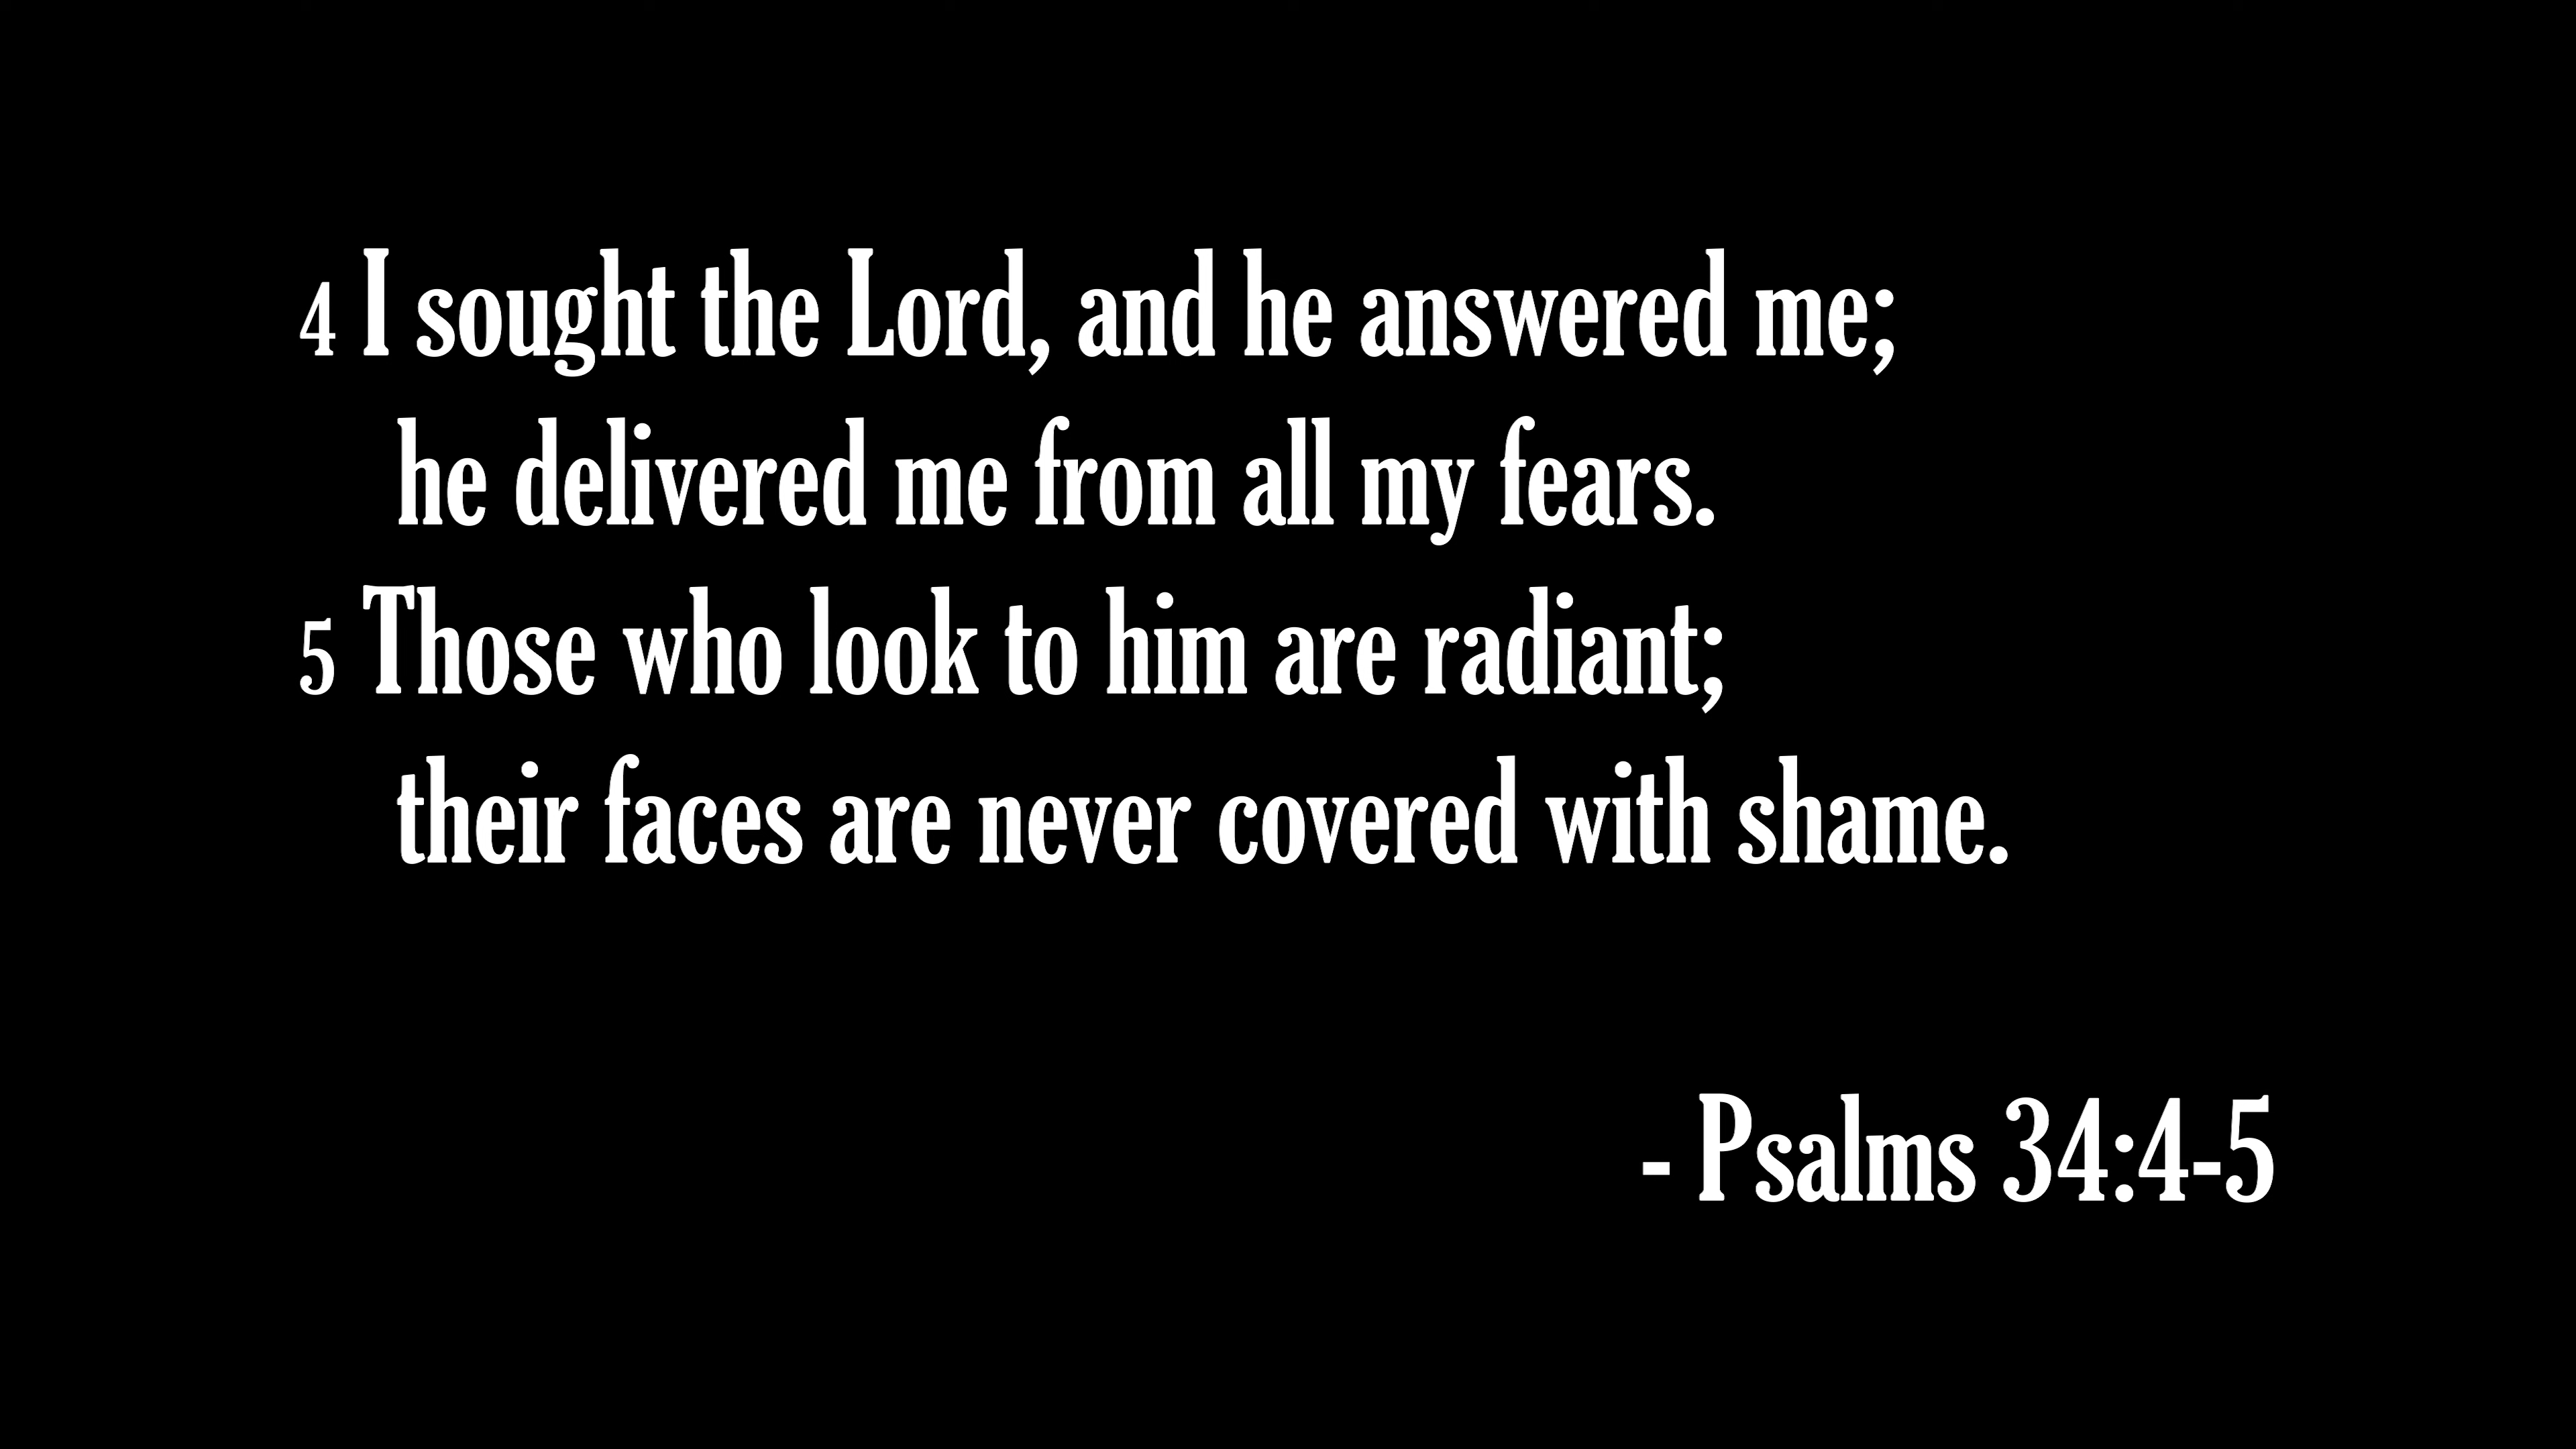 4 I sought the Lord, and he answered me;
he delivered me from all my fears.
5 Those who look to him are radiant;
their faces are never covered with shame.
- Psalms 34:4-5